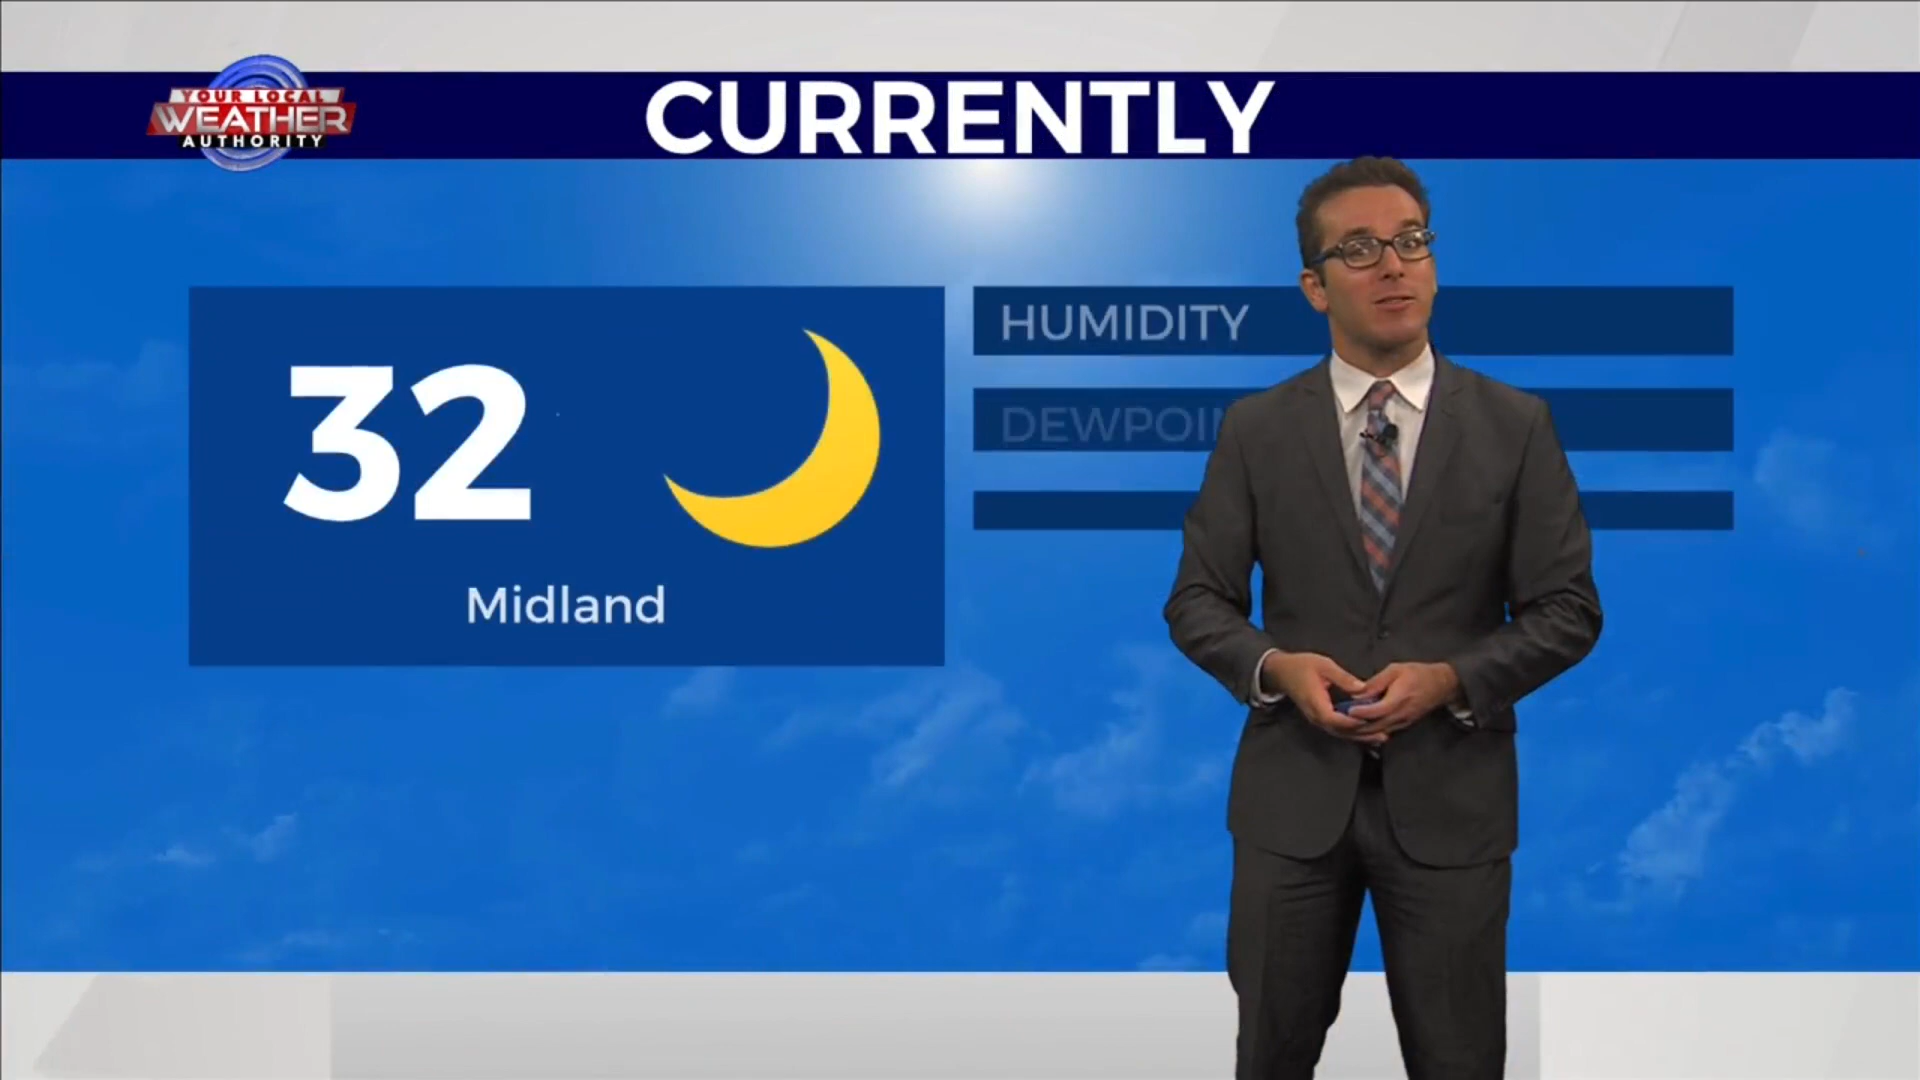 YOUR LOCAL
WEATHER
AUTHORITY
CURRENTLY
32
Midland
HUMIDITY